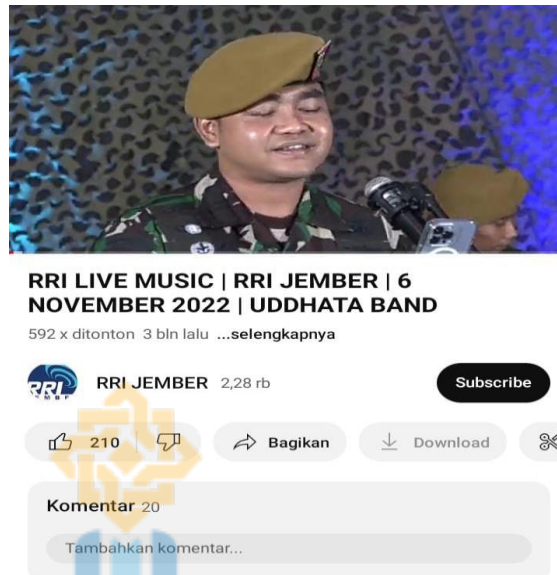 RRI LIVE MUSIC | RRI JEMBER | 6
NOVEMBER 2022 | UDDHATA BAND
592 x ditonton 3 bln lalu ...selengkapnya
RRI
JEMBER
RRI JEMBER 2,28 rb
Subscribe
210
Bagikan
Download
Komentar 20
Tambahkan komentar...